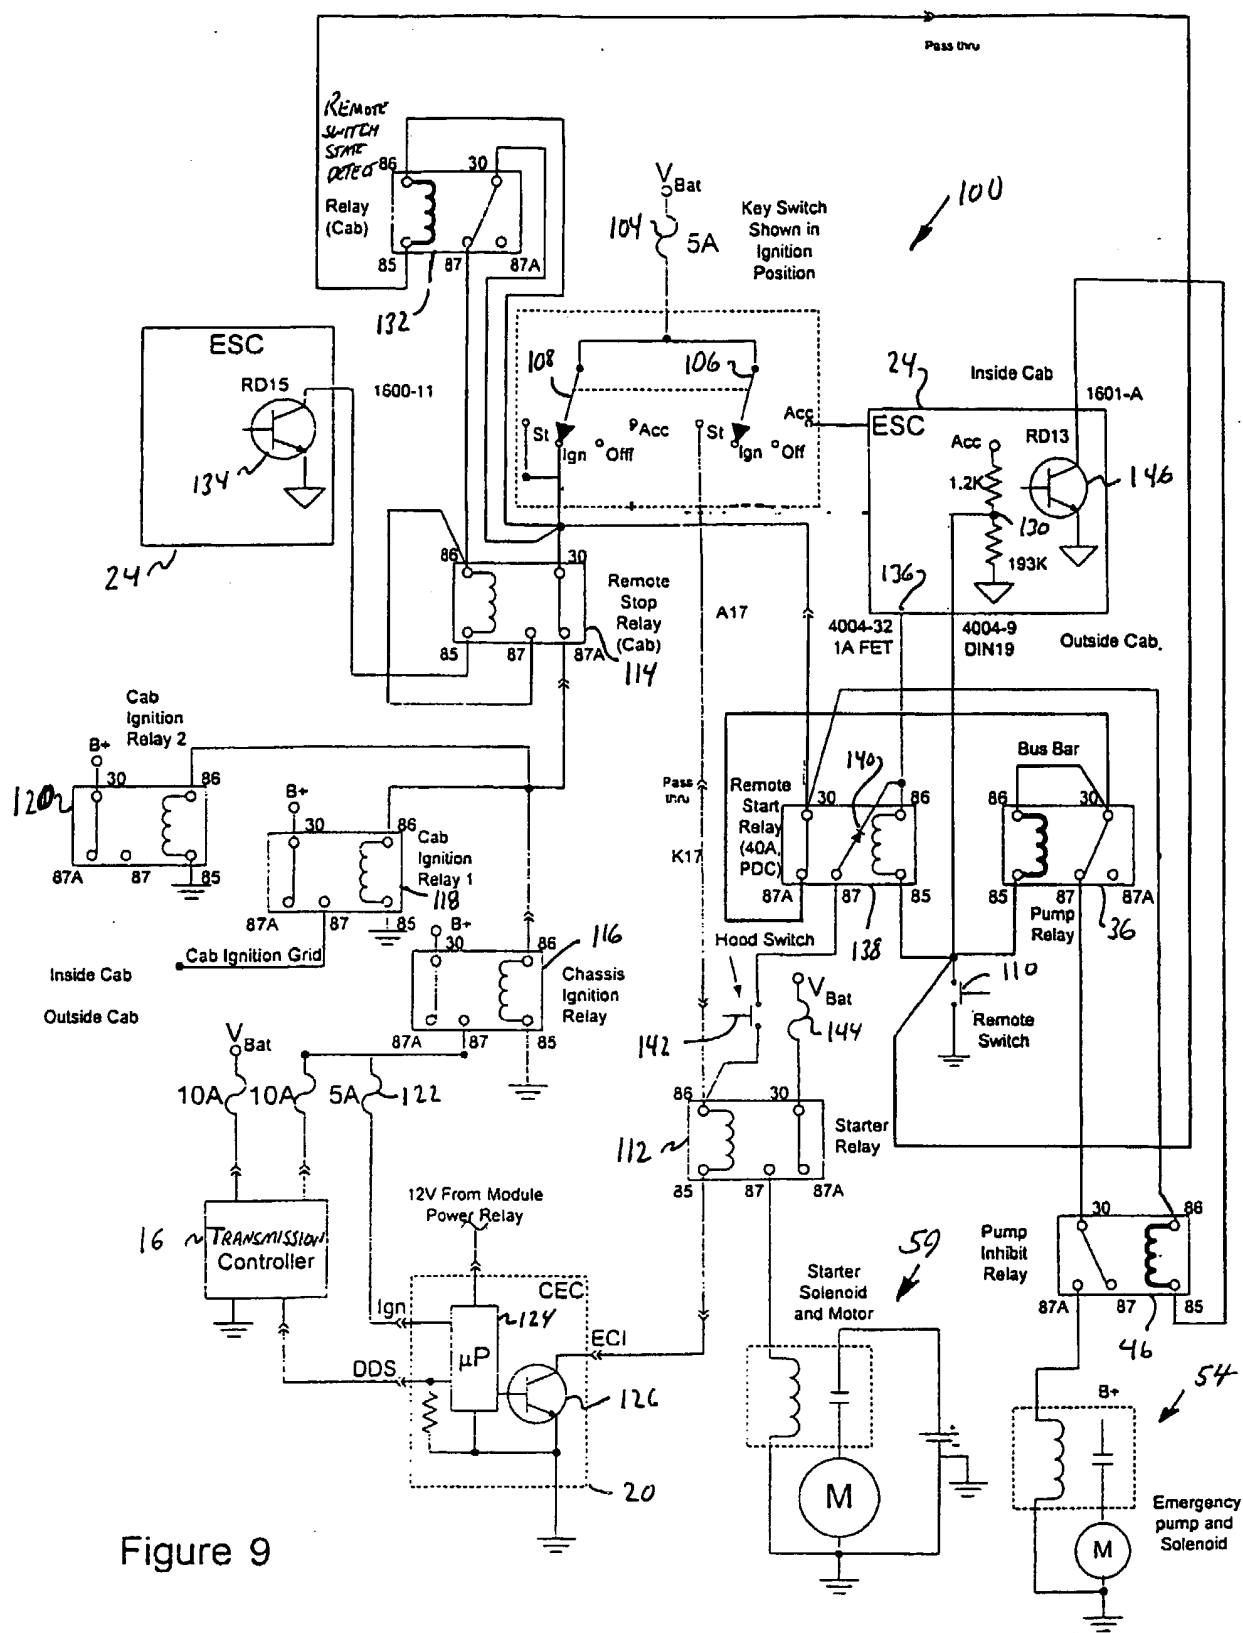 Pass thru
REMOTE
SWITCH
STATE
DETECT
86
30
Relay
(Cab)
85
87
87A
132
V
Bat
104
5A
Key Switch
Shown in
Ignition
Position
100
ESC
RD15
134
24
1600-11
108
106
St
Ign
Off
Acc
St
Ign
Off
Acc
24
Inside Cab
1601-A
ESC
Acc
RD13
1.2K
146
130
193K
136
4004-32
1A FET
4004-9
DIN19
Outside Cab.
86
30
Remote
Stop
Relay
(Cab)
85
87
87A
114
A17
Cab
Ignition
Relay 2
B+
30
86
120
87A
87
85
B+
30
86
Cab
Ignition
Relay 1
118
87A
87
85
Cab Ignition Grid
Inside Cab
Outside Cab
B+
30
86
116
Chassis
Ignition
Relay
87A
87
85
Pass
thru
K17
Remote
Start
Relay
(40A,
PDC)
140
30
86
87A
87
85
138
Bus Bar
86
30
85
87
87A
Pump
Relay
36
Hood Switch
142
V
Bat
144
110
Remote
Switch
V
Bat
10A
10A
5A
122
86
30
112
Starter
Relay
85
87
87A
16
TRANSMISSION
Controller
12V From Module
Power Relay
CEC
Ign
124
µP
ECI
DDS
126
20
Starter
Solenoid
and Motor
50
M
Pump
Inhibit
Relay
30
86
87A
87
85
46
54
B+
M
Emergency
pump and
Solenoid
Figure 9